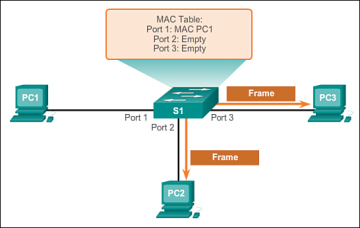 MAC Table:
Port 1: MAC PC1
Port 2: Empty
Port 3: Empty
Frame
PC1
S1
PC3
Port 1
Port 3
Port 2
Frame
PC2